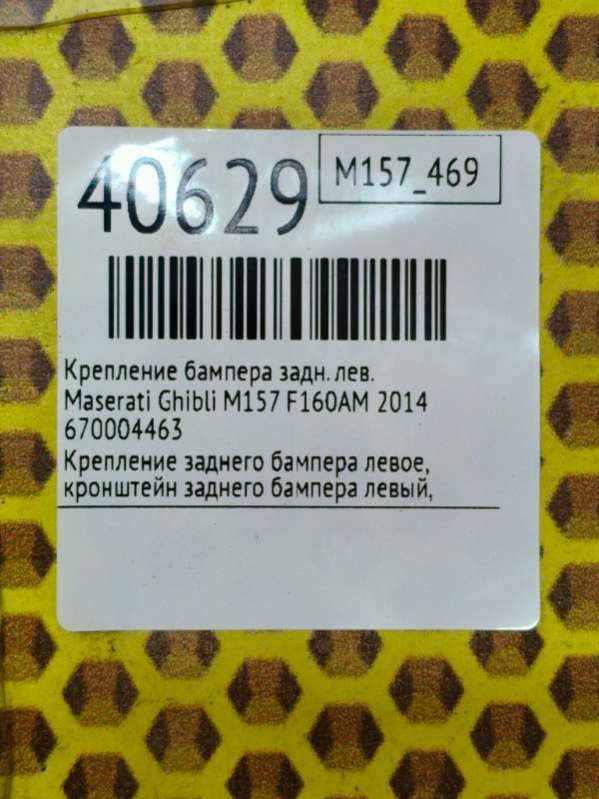 40629
M157_469
Крепление бампера задн. лев.
Maserati Ghibli M157 F160AM 2014
670004463
Крепление заднего бампера левое,
кронштейн заднего бампера левый,